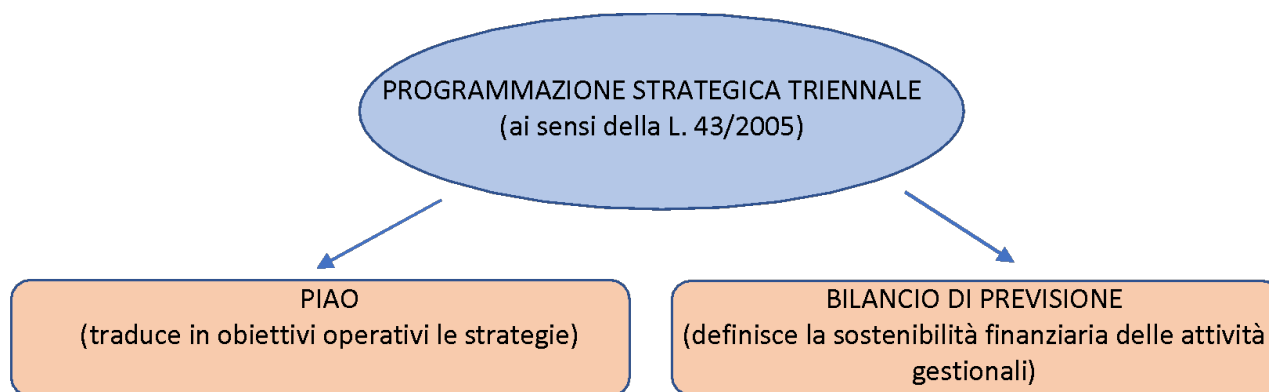 PROGRAMMAZIONE STRATEGICA TRIENNALE
(ai sensi della L. 43/2005)
PIAO
(traduce in obiettivi operativi le strategie)
BILANCIO DI PREVISIONE
(definisce la sostenibilità finanziaria delle attività
gestionali)